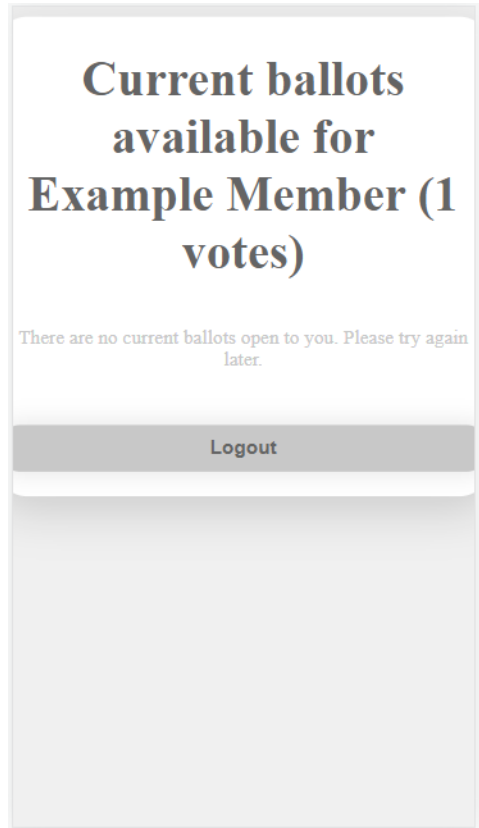 Current ballots
available for
Example Member (1
votes)
There are no current ballots open to you. Please try again
later.
Logout